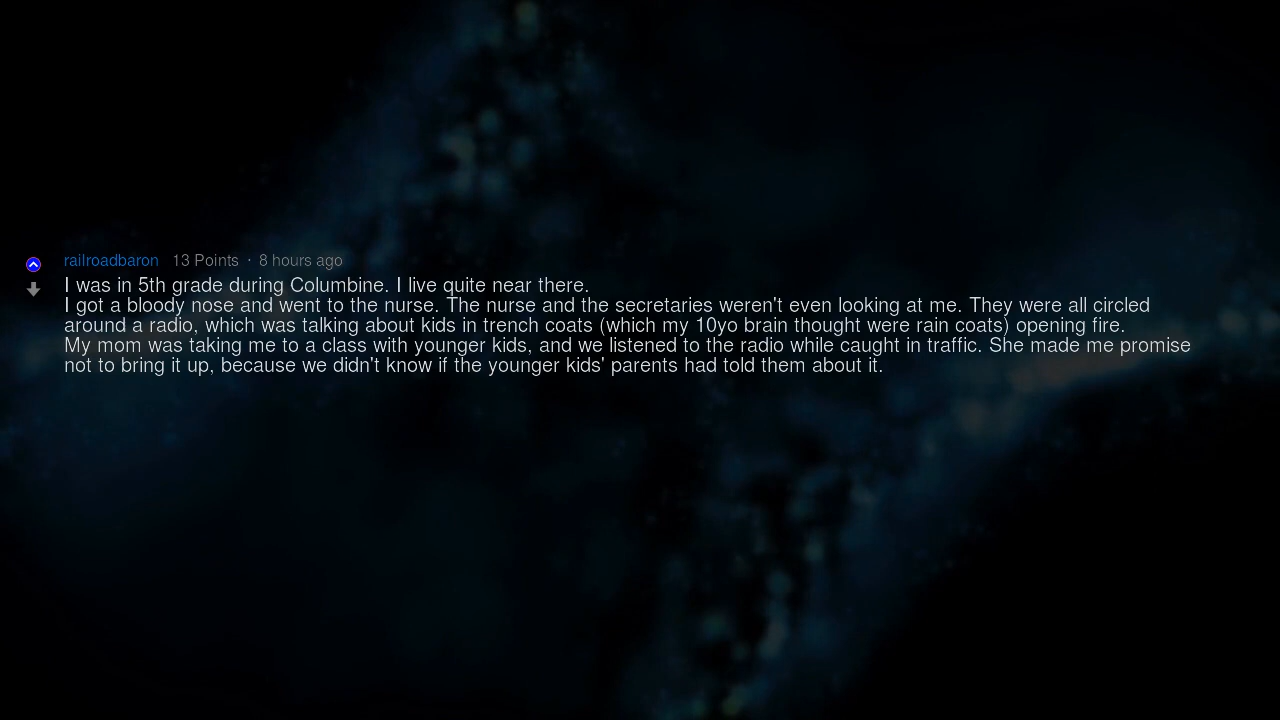 railroadbaron 13 Points · 8 hours ago
I was in 5th grade during Columbine. I live quite near there.
I got a bloody nose and went to the nurse. The nurse and the secretaries weren't even looking at me. They were all circled
around a radio, which was talking about kids in trench coats (which my 10yo brain thought were rain coats) opening fire.
My mom was taking me to a class with younger kids, and we listened to the radio while caught in traffic. She made me promise
not to bring it up, because we didn't know if the younger kids' parents had told them about it.